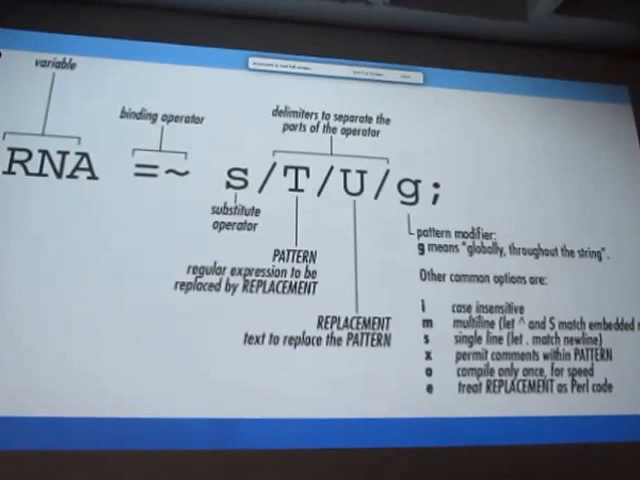 variable
binding operator
delimiters to separate the
parts of the operator
RNA =~ s/T/U/g;
substitute
operator
pattern modifier:
g means "globally, throughout the string".
PATTERN
regular expression to be
replaced by REPLACEMENT
Other common options are:
i case insensitive
m multiline (let ^ and S match embedded
s single line (let . match newline)
x permit comments within PATTERN
o compile only once, for speed
e treat REPLACEMENT as Perl code
REPLACEMENT
text to replace the PATTERN